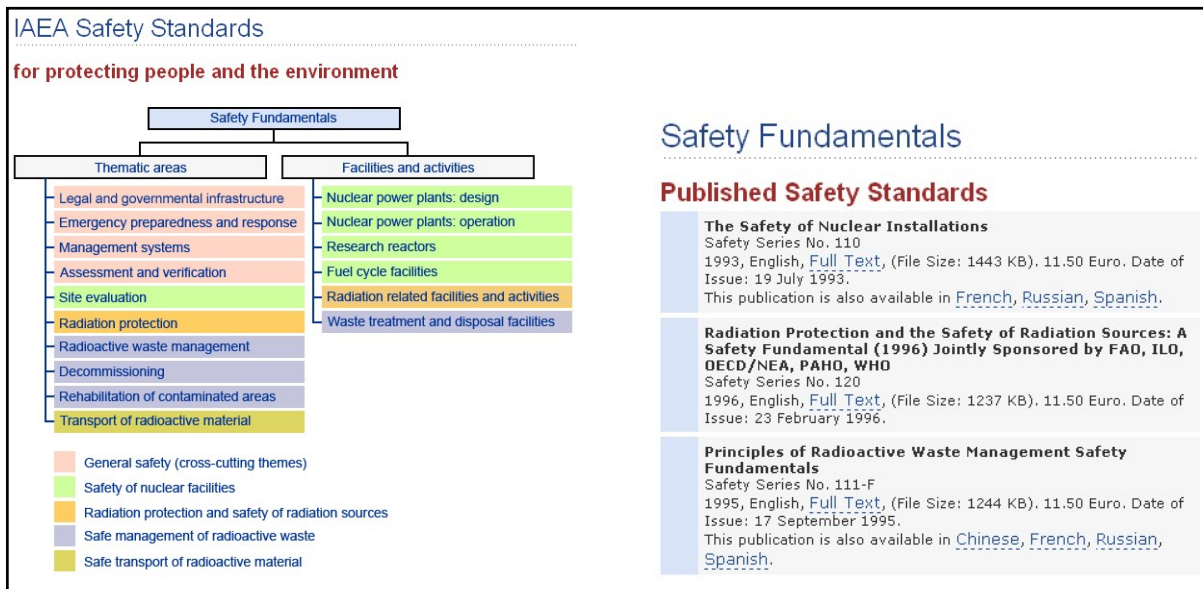 IAEA Safety Standards
for protecting people and the environment
Safety Fundamentals
Thematic areas
Legal and governmental infrastructure
Emergency preparedness and response
Management systems
Assessment and verification
Site evaluation
Radiation protection
Radioactive waste management
Decommissioning
Rehabilitation of contaminated areas
Transport of radioactive material
Facilities and activities
Nuclear power plants: design
Nuclear power plants: operation
Research reactors
Fuel cycle facilities
Radiation related facilities and activities
Waste treatment and disposal facilities
General safety (cross-cutting themes)
Safety of nuclear facilities
Radiation protection and safety of radiation sources
Safe management of radioactive waste
Safe transport of radioactive material
Safety Fundamentals
Published Safety Standards
The Safety of Nuclear Installations
Safety Series No. 110
1993, English, Full Text, (File Size: 1443 KB). 11.50 Euro. Date of
Issue: 19 July 1993.
This publication is also available in French, Russian, Spanish.
Radiation Protection and the Safety of Radiation Sources: A
Safety Fundamental (1996) Jointly Sponsored by FAO, ILO,
OECD/NEA, PAHO, WHO
Safety Series No. 120
1996, English, Full Text, (File Size: 1237 KB). 11.50 Euro. Date of
Issue: 23 February 1996.
Principles of Radioactive Waste Management Safety
Fundamentals
Safety Series No. 111-F
1995, English, Full Text, (File Size: 1244 KB). 11.50 Euro. Date of
Issue: 17 September 1995.
This publication is also available in Chinese, French, Russian,
Spanish.